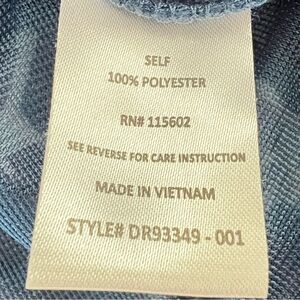 SELF
100% POLYESTER
RN# 115602
SEE REVERSE FOR CARE INSTRUCTION
MADE IN VIETNAM
STYLE# DR93349 - 001